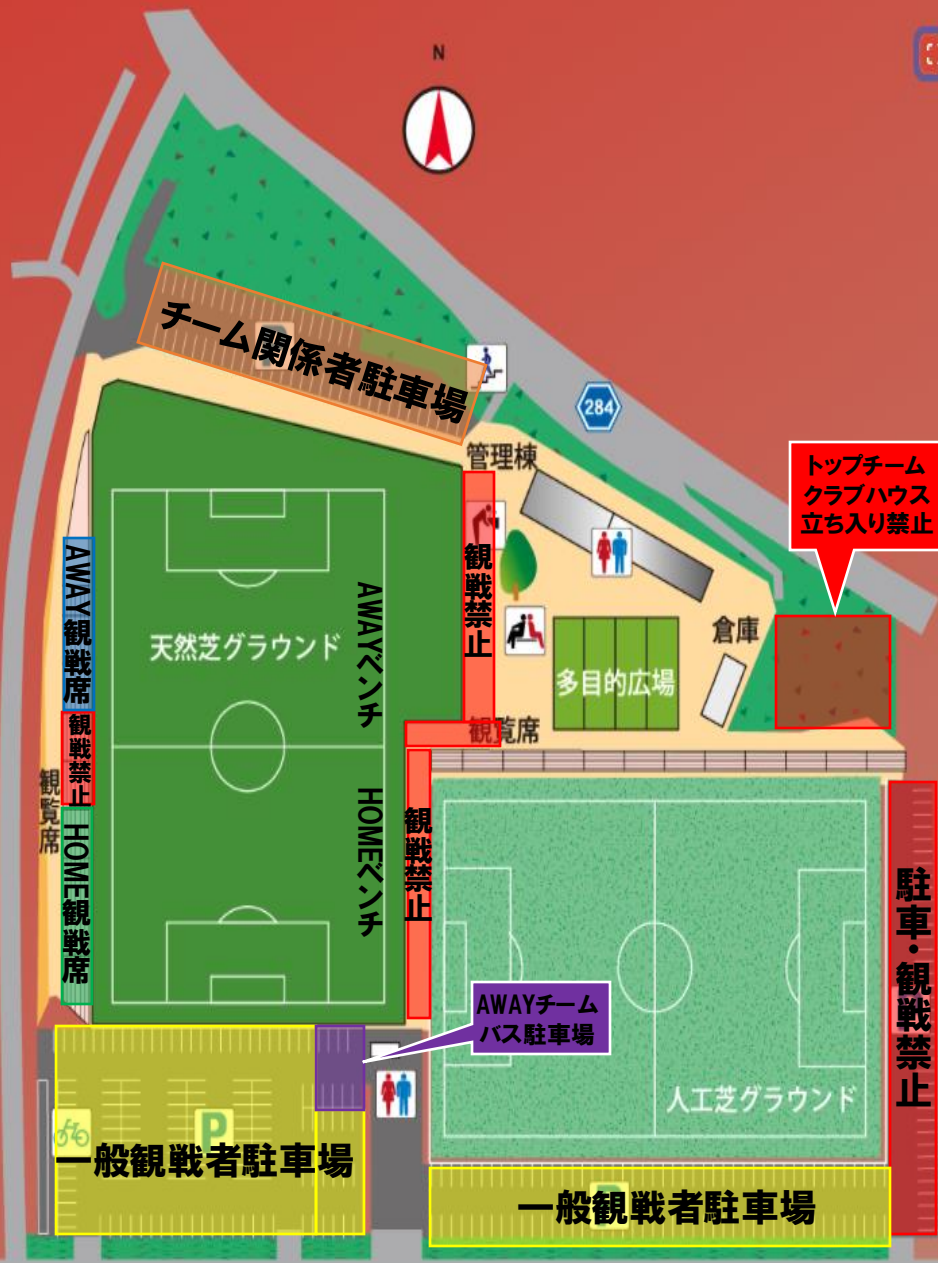 N
チーム関係者駐車場
284
管理棟
トップチーム
クラブハウス
立ち入り禁止
観戦禁止
AWAY観戦席
AWAYベンチ
天然芝グラウンド
倉庫
多目的広場
観戦禁止
観覧席
観覧席
HOME観戦席
HOMEベンチ
観戦禁止
駐車・観戦禁止
AWAYチーム
バス駐車場
人工芝グラウンド
P
一般観戦者駐車場
P
一般観戦者駐車場